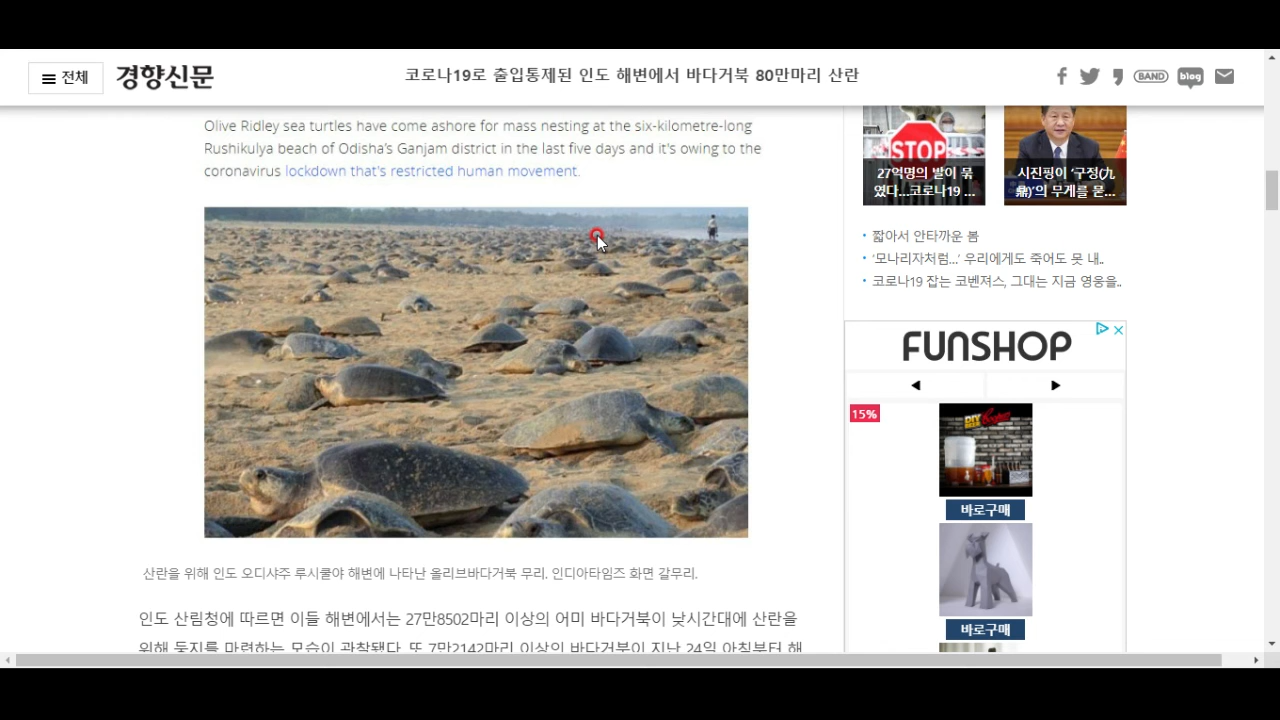 전체
경향신문
코로나19로 출입통제된 인도 해변에서 바다거북 80만마리 산란
BAND
blog
Olive Ridley sea turtles have come ashore for mass nesting at the six-kilometre-long
Rushikulya beach of Odisha's Ganjam district in the last five days and it's owing to the
coronavirus lockdown that's restricted human movement.
산란을 위해 인도 오디샤주 루시쿨야 해변에 나타난 올리브바다거북 무리. 인디아타임즈 화면 갈무리.
인도 산림청에 따르면 이들 해변에서는 27만8502마리 이상의 어미 바다거북이 낮시간대에 산란을
위해 둥지를 마련하는 모습이 관찰됐다. 또 7만2142마리 이상의 바다거북이 지난 24일 아침부터 해
STOP
27억명의 발이 묶
였다…코로나19 ...
시진핑이 '구정(九
鼎)'의 무게를 묻...
• 짧아서 안타까운 봄
• '모나리자처럼…' 우리에게도 죽어도 못 내..
• 코로나19 잡는 코벤져스, 그대는 지금 영웅을..
FUNSHOP
15%
DIY
BEER
바로구매
바로구매